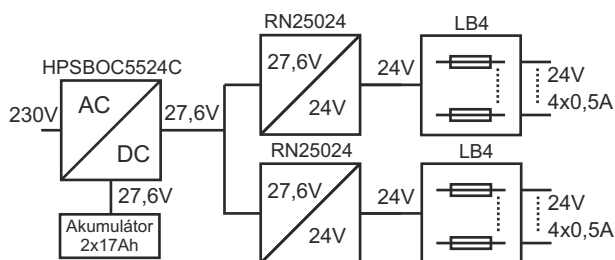 RN25024
LB4
HPSBOC5524C
27,6V
24V
24V
24V
4x0,5A
230V
AC
DC
27,6V
27,6V
Akumulátor
2x17Ah
RN25024
LB4
27,6V
24V
24V
24V
4x0,5A